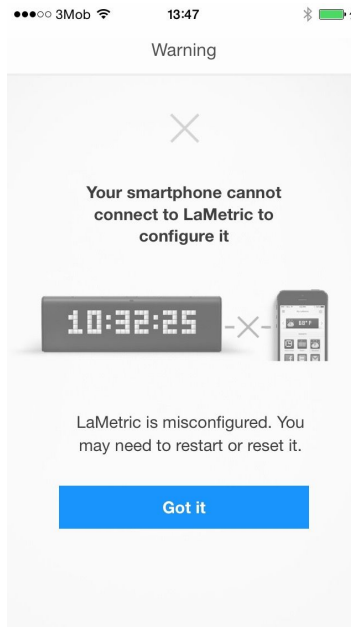 3Mob 13:47
Warning
Your smartphone cannot
connect to LaMetric to
configure it
10:32:25
80°F
LaMetric is misconfigured. You
may need to restart or reset it.
Got it